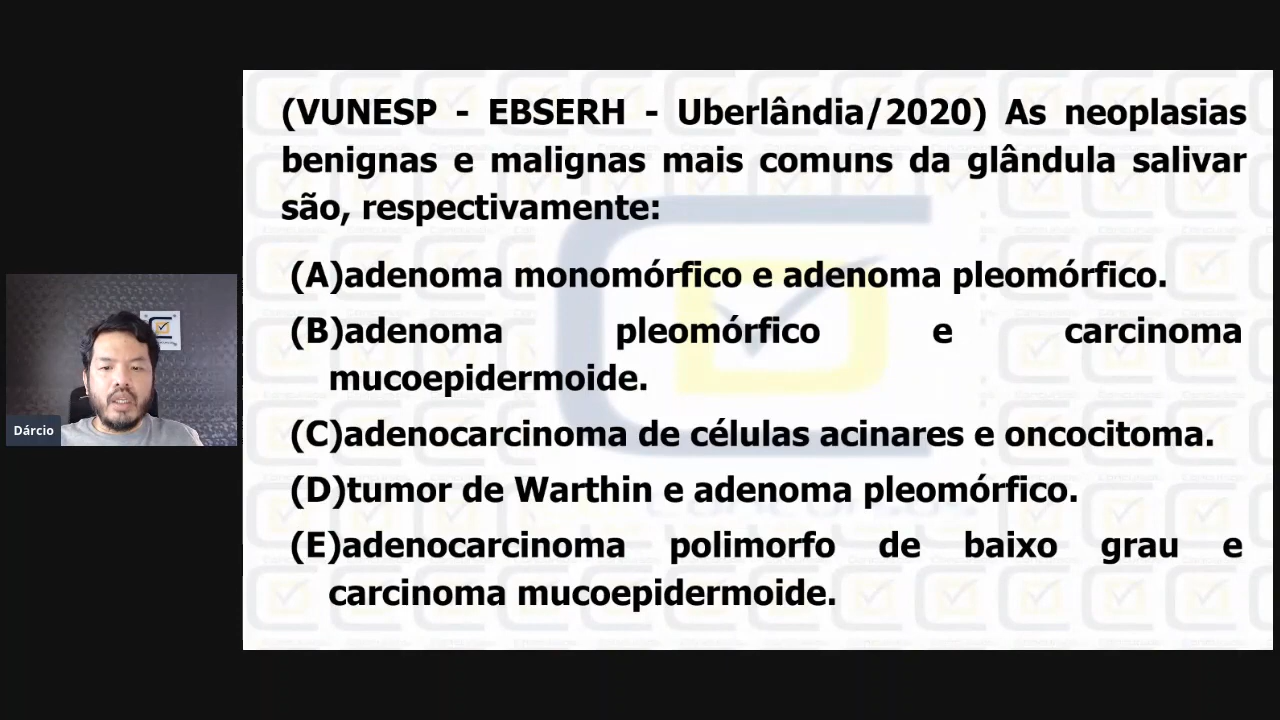 (VUNESP - EBSERH - Uberlândia/2020) As neoplasias
benignas e malignas mais comuns da glândula salivar
são, respectivamente:
(A)adenoma monomórfico e adenoma pleomórfico.
(B)adenoma pleomórfico e carcinoma
mucoepidermoide.
(C)adenocarcinoma de células acinares e oncocitoma.
(D)tumor de Warthin e adenoma pleomórfico.
(E)adenocarcinoma polimorfo de baixo grau e
carcinoma mucoepidermoide.
Dárcio